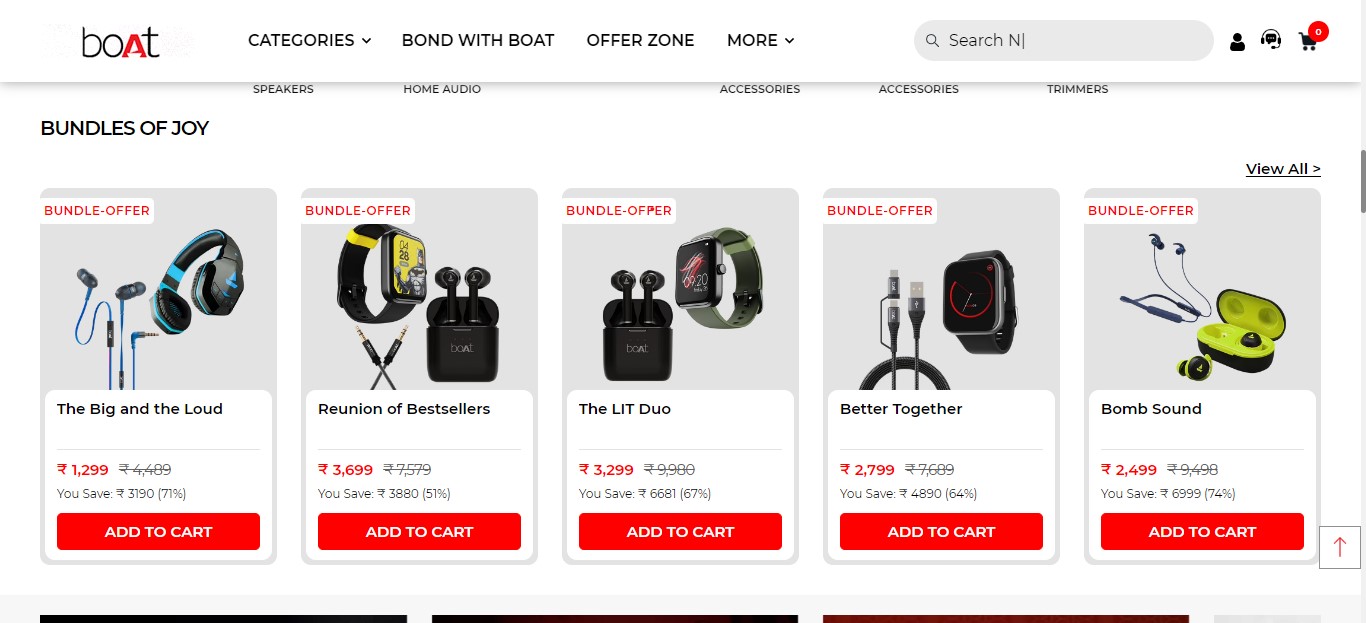 boAt CATEGORIES BOND WITH BOAT OFFER ZONE MORE Search N| 0
SPEAKERS HOME AUDIO ACCESSORIES ACCESSORIES TRIMMERS
BUNDLES OF JOY
View All >
BUNDLE-OFFER BUNDLE-OFFER BUNDLE-OFFER BUNDLE-OFFER BUNDLE-OFFER
boAt boAt
The Big and the Loud Reunion of Bestsellers The LIT Duo Better Together Bomb Sound
₹ 1,299 ₹ 4,489 ₹ 3,699 ₹ 7,579 ₹ 3,299 ₹ 9,980 ₹ 2,799 ₹ 7,689 ₹ 2,499 ₹ 9,498
You Save: ₹ 3190 (71%) You Save: ₹ 3880 (51%) You Save: ₹ 6681 (67%) You Save: ₹ 4890 (64%) You Save: ₹ 6999 (74%)
ADD TO CART ADD TO CART ADD TO CART ADD TO CART ADD TO CART